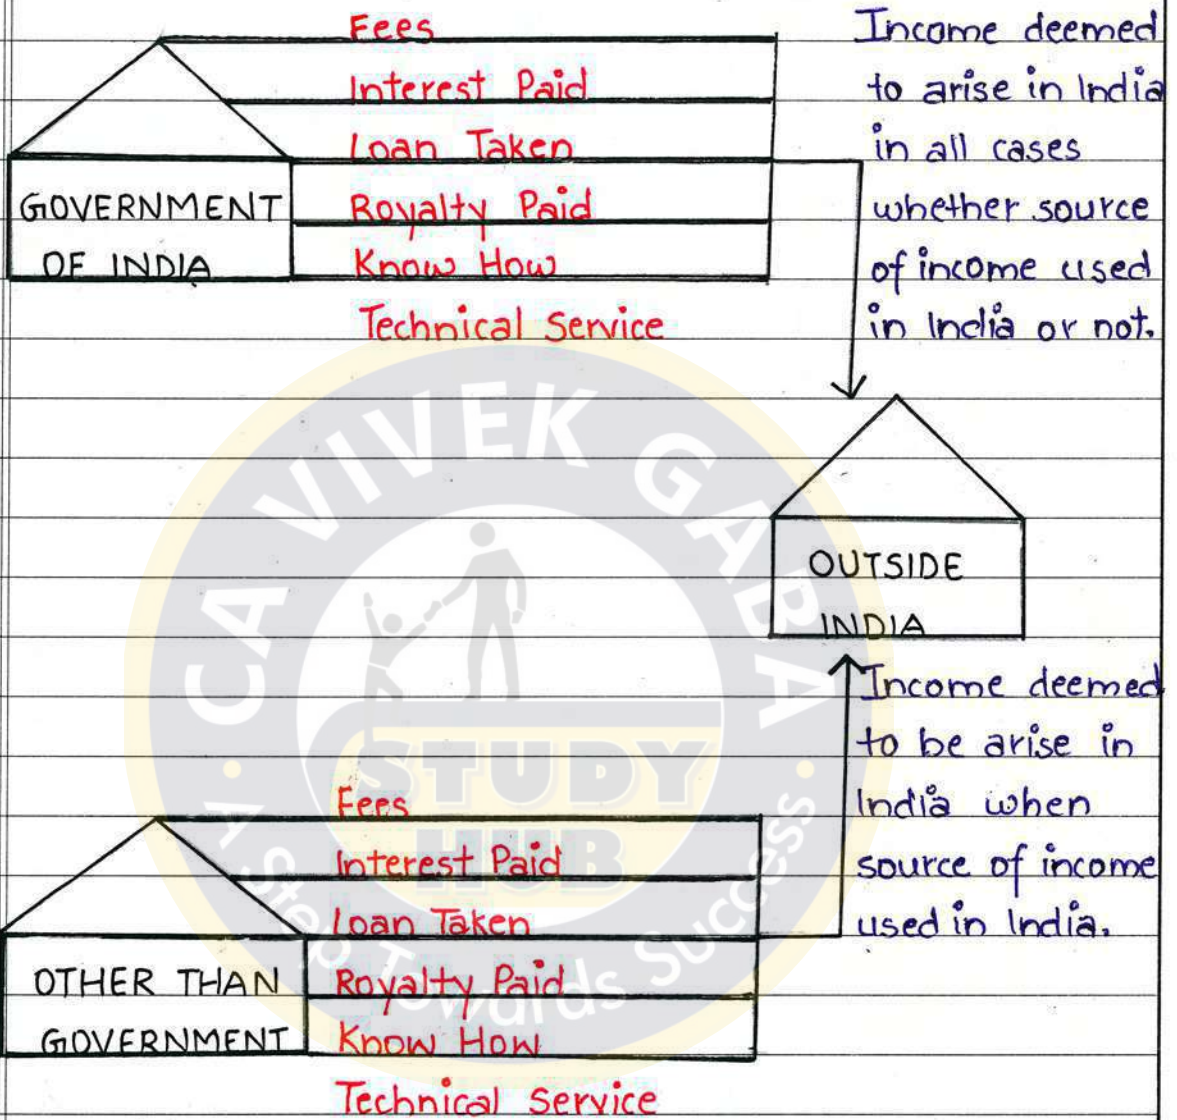 Fees
Interest Paid
Loan Taken
Royalty Paid
Know How
Technical Service
GOVERNMENT
OF INDIA
Income deemed
to arise in India
in all cases
whether source
of income used
in India or not.
OUTSIDE
INDIA
Income deemed
to be arise in
India when
source of income
used in India.
Fees
Interest Paid
Loan Taken
Royalty Paid
Know How
Technical Service
OTHER THAN
GOVERNMENT
CA VIVEK GABA
STUDY
HUB
A Step Towards Success